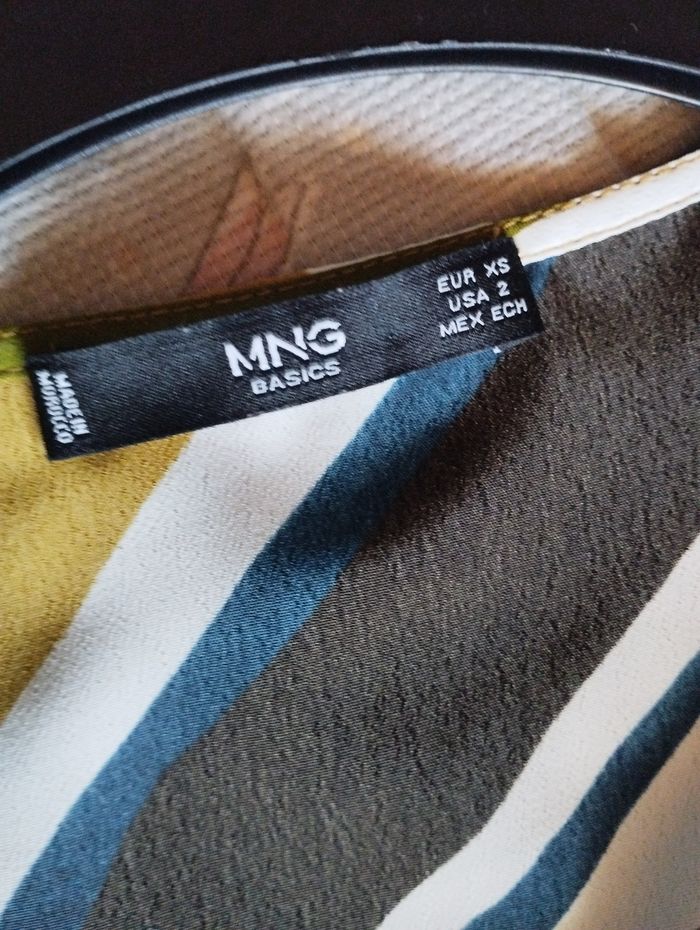 MNG
BASICS
EUR XS
USA 2
MEX ECH
MADE IN
MOROCCO